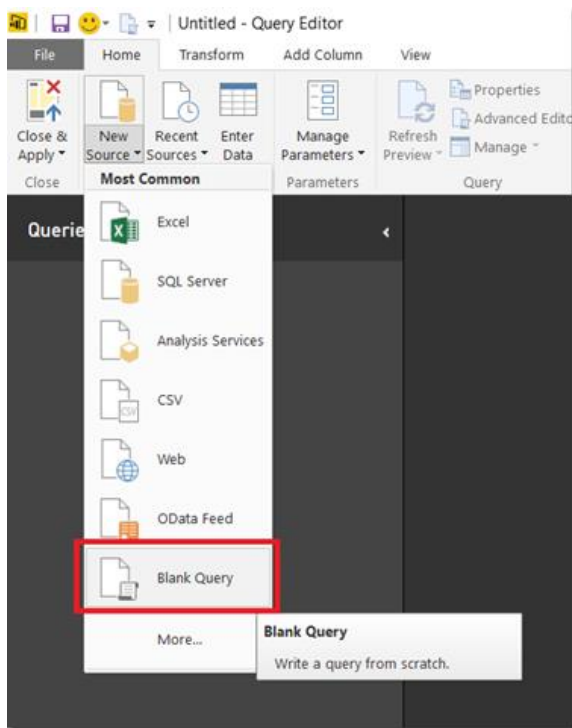 Untitled - Query Editor
File Home Transform Add Column View
Close & Apply
New Source
Recent Sources
Enter Data
Manage Parameters
Refresh Preview
Properties
Advanced Edito
Manage
Close
Parameters
Query
Most Common
Querie
Excel
SQL Server
Analysis Services
CSV
Web
OData Feed
Blank Query
More...
Blank Query
Write a query from scratch.